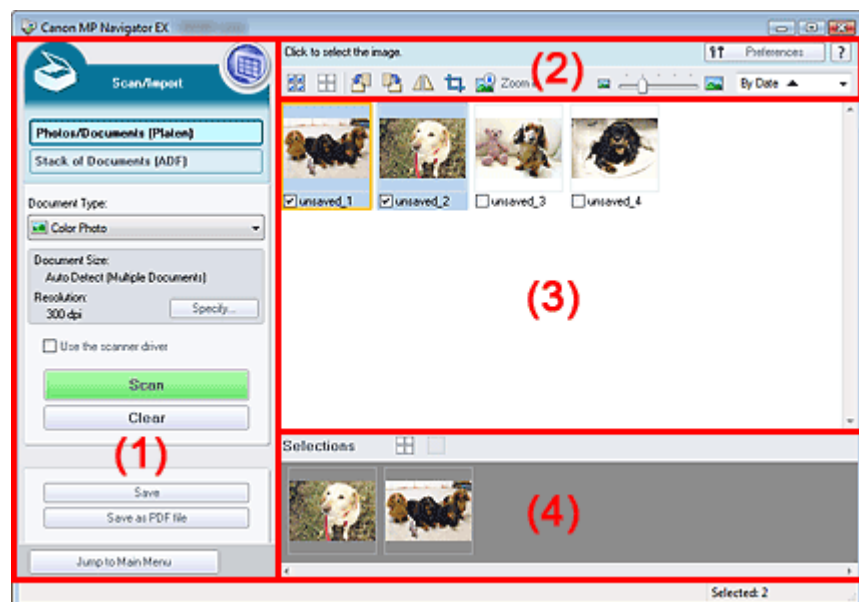 Canon MP Navigator EX
Scan/Import
Photos/Documents (Platen)
Stack of Documents (ADF)
Document Type:
Color Photo
Document Size:
Auto Detect (Multiple Documents)
Resolution:
300 dpi
Specify...
Use the scanner driver
Scan
Clear
(1)
Save
Save as PDF file
Jump to Main Menu
Click to select the image.
Preferences
?
Zoom
(2)
By Date
unsaved_1
unsaved_2
unsaved_3
unsaved_4
(3)
Selections
(4)
Selected: 2